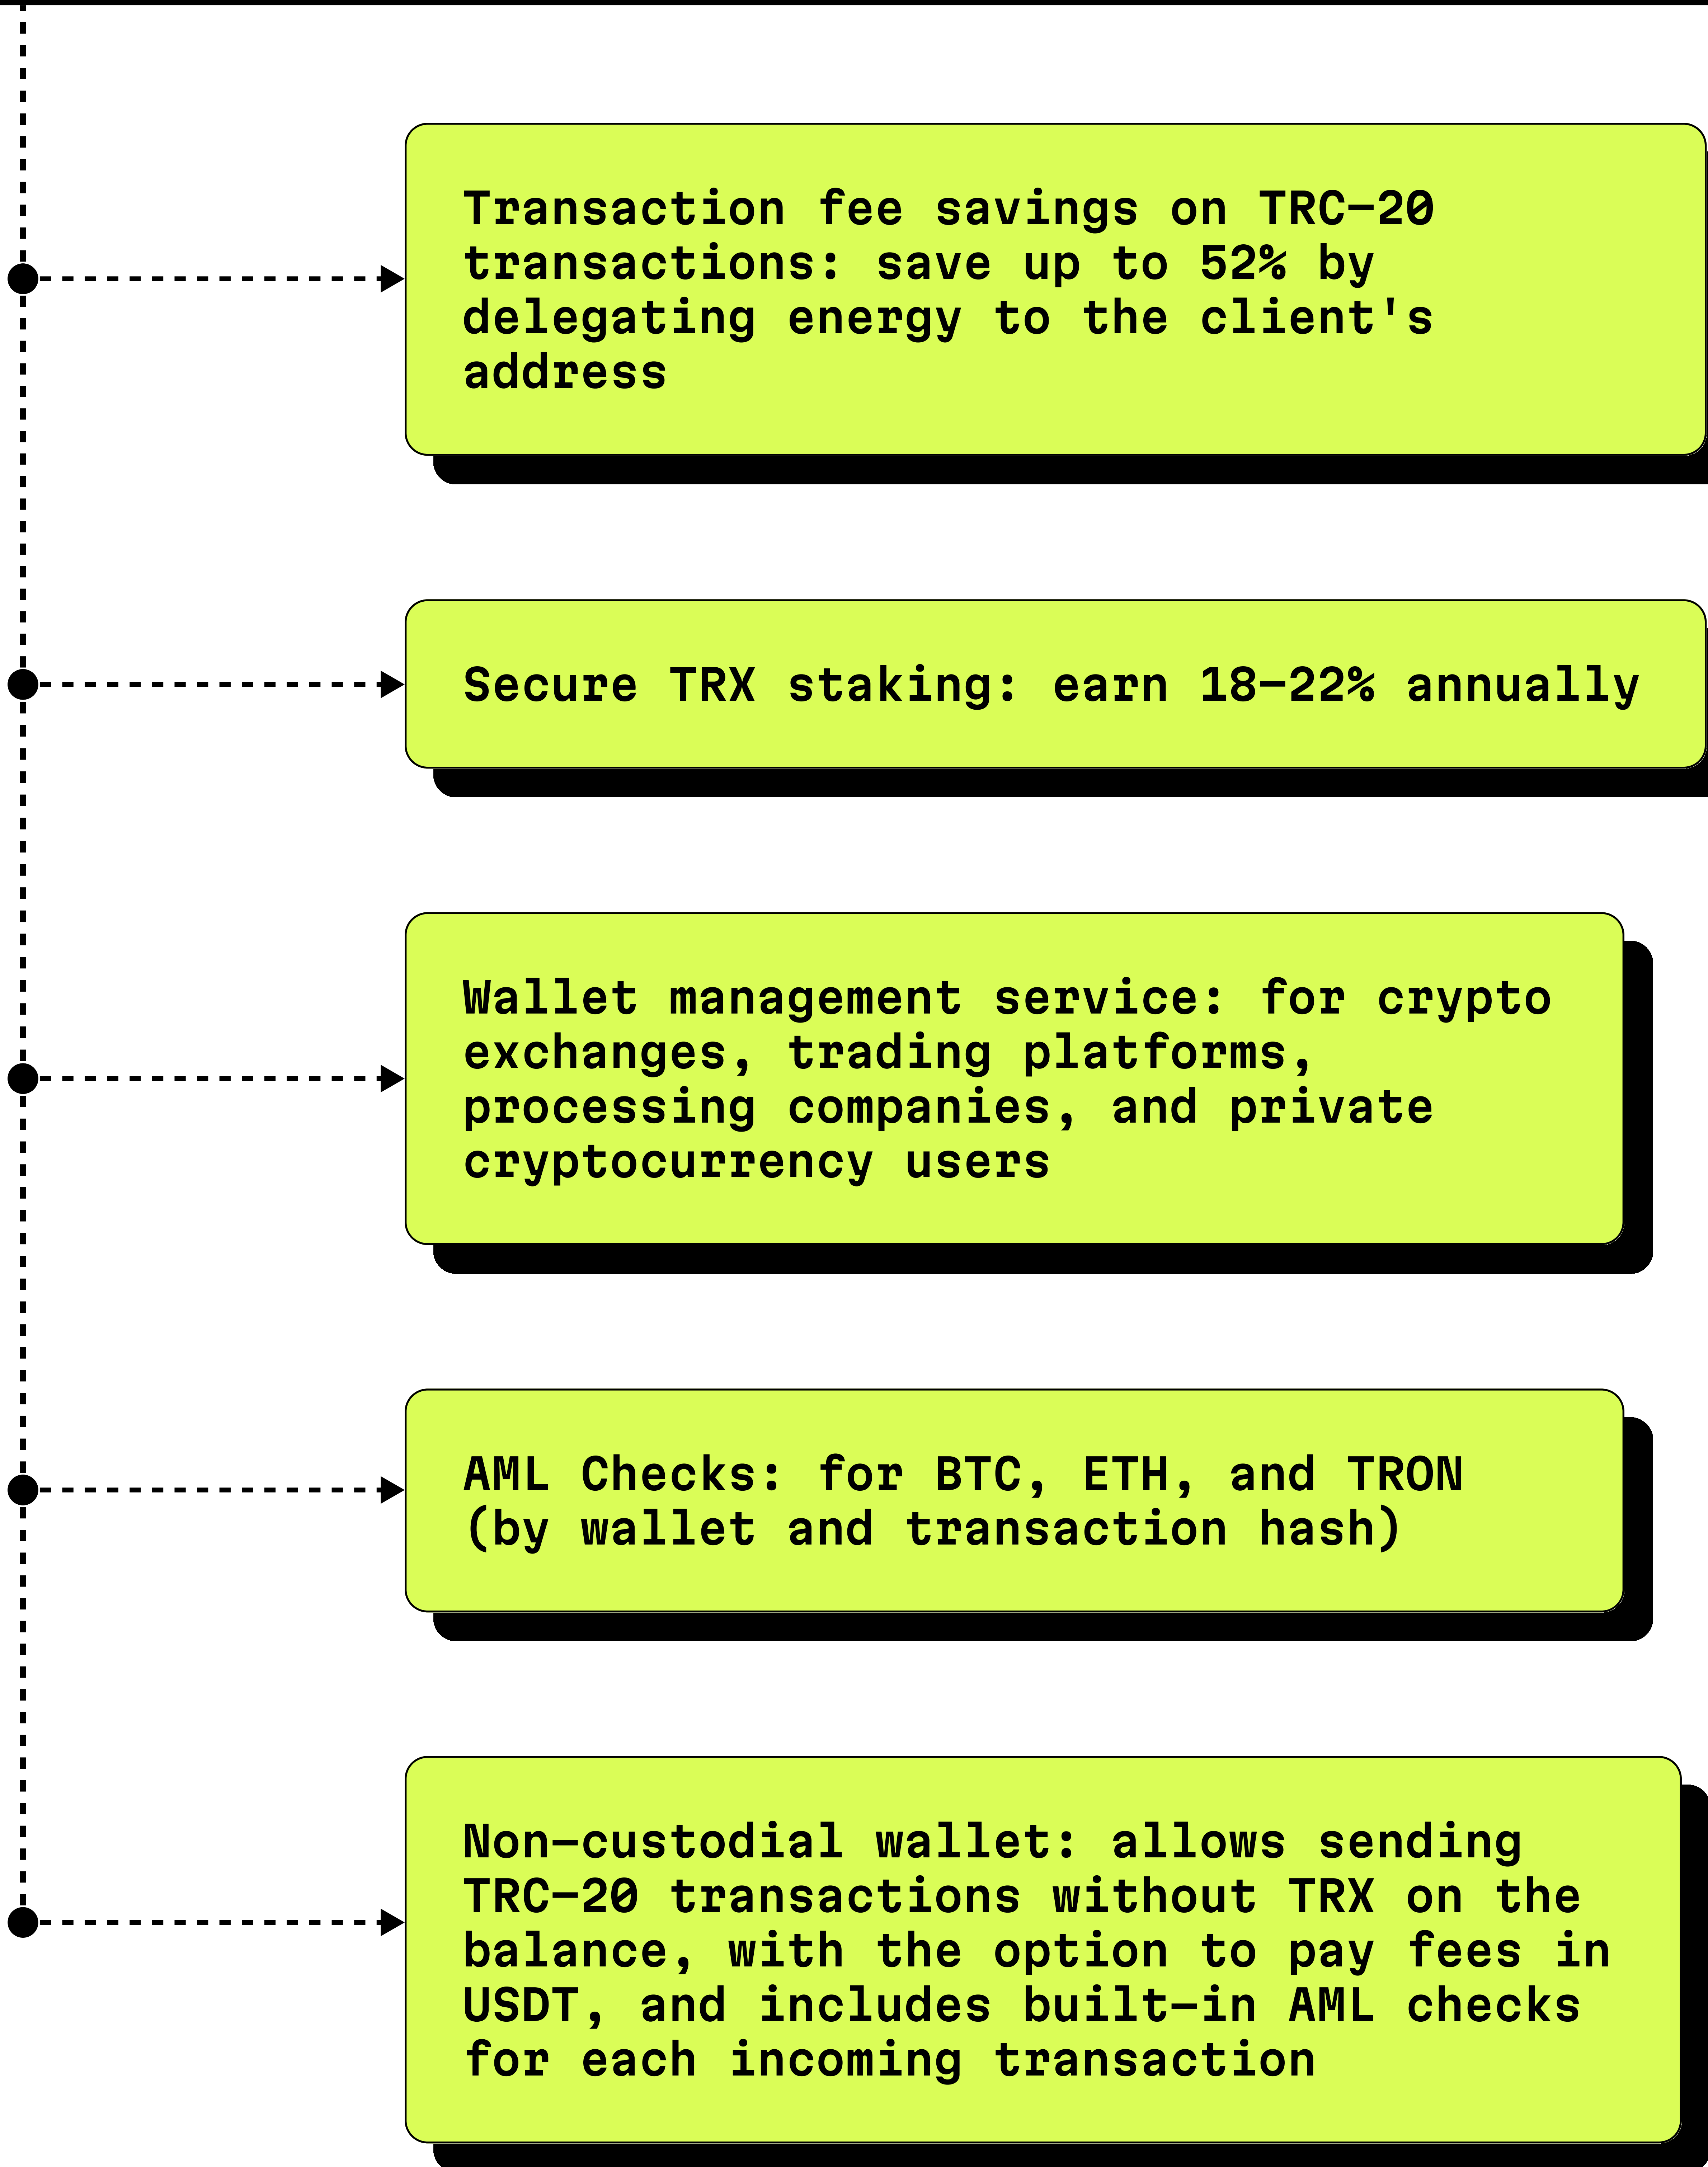 Transaction fee savings on TRC-20
transactions: save up to 52% by
delegating energy to the client's
address
Secure TRX staking: earn 18-22% annually
Wallet management service: for crypto
exchanges, trading platforms,
processing companies, and private
cryptocurrency users
AML Checks: for BTC, ETH, and TRON
(by wallet and transaction hash)
Non-custodial wallet: allows sending
TRC-20 transactions without TRX on the
balance, with the option to pay fees in
USDT, and includes built-in AML checks
for each incoming transaction